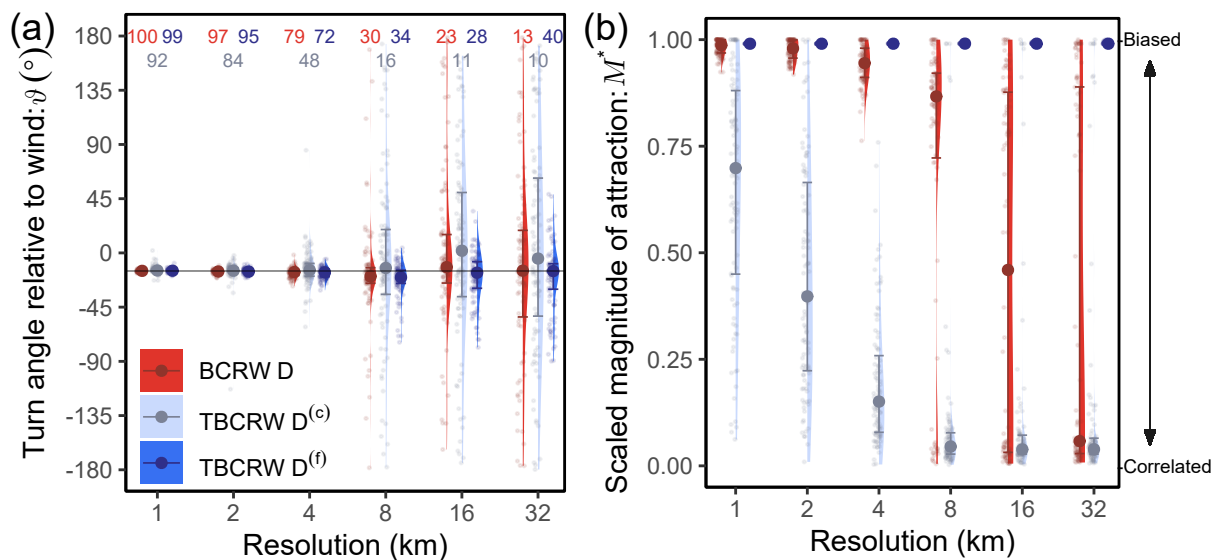 (a)
Turn angle relative to wind: ϑ (°)
180
135
90
45
0
-45
-90
-135
-180
100 99 97 95 79 72 30 34 23 28 13 40
92 84 48 16 11 10
BCRW D
TBCRW D(c)
TBCRW D(f)
1 2 4 8 16 32
Resolution (km)
(b)
Scaled magnitude of attraction: M*
1.00
0.75
0.50
0.25
0.00
1 2 4 8 16 32
Resolution (km)
-Biased
-Correlated